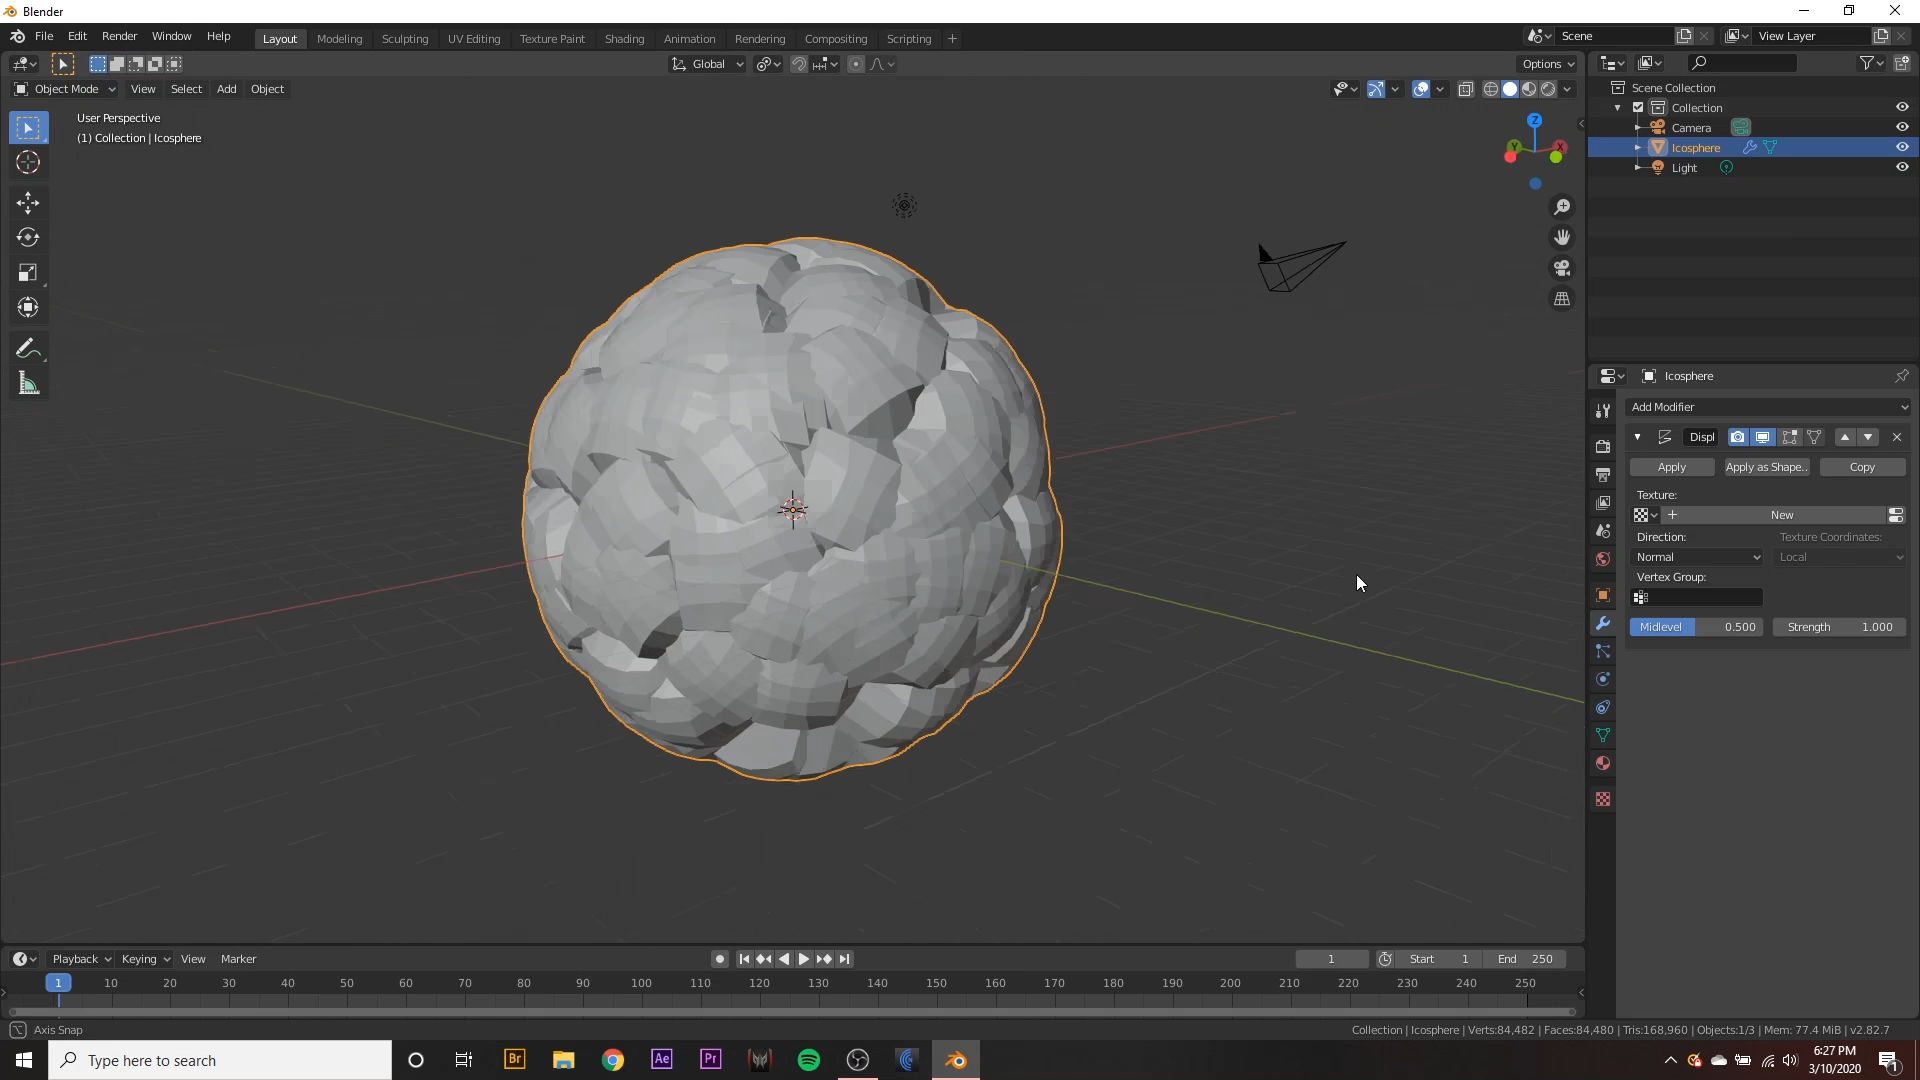 Blender
File Edit Render Window Help
Layout Modeling Sculpting UV Editing Texture Paint Shading Animation Rendering Compositing Scripting +
Scene
View Layer
Global
Options
Object Mode View Select Add Object
User Perspective
(1) Collection | Icosphere
Z
Y
X
Scene Collection
Collection
Camera
Icosphere
Light
Icosphere
Add Modifier
Displ
Apply Apply as Shape.. Copy
Texture:
+ New
Direction: Texture Coordinates:
Normal Local
Vertex Group:
Midlevel 0.500 Strength 1.000
Playback Keying View Marker
1 Start 1 End 250
1 10 20 30 40 50 60 70 80 90 100 110 120 130 140 150 160 170 180 190 200 210 220 230 240 250
Axis Snap
Collection | Icosphere | Verts:84,482 | Faces:84,480 | Tris:168,960 | Objects:1/3 | Mem: 77.4 MiB | v2.82.7
Type here to search
Br
Ae
Pr
6:27 PM
3/10/2020
1